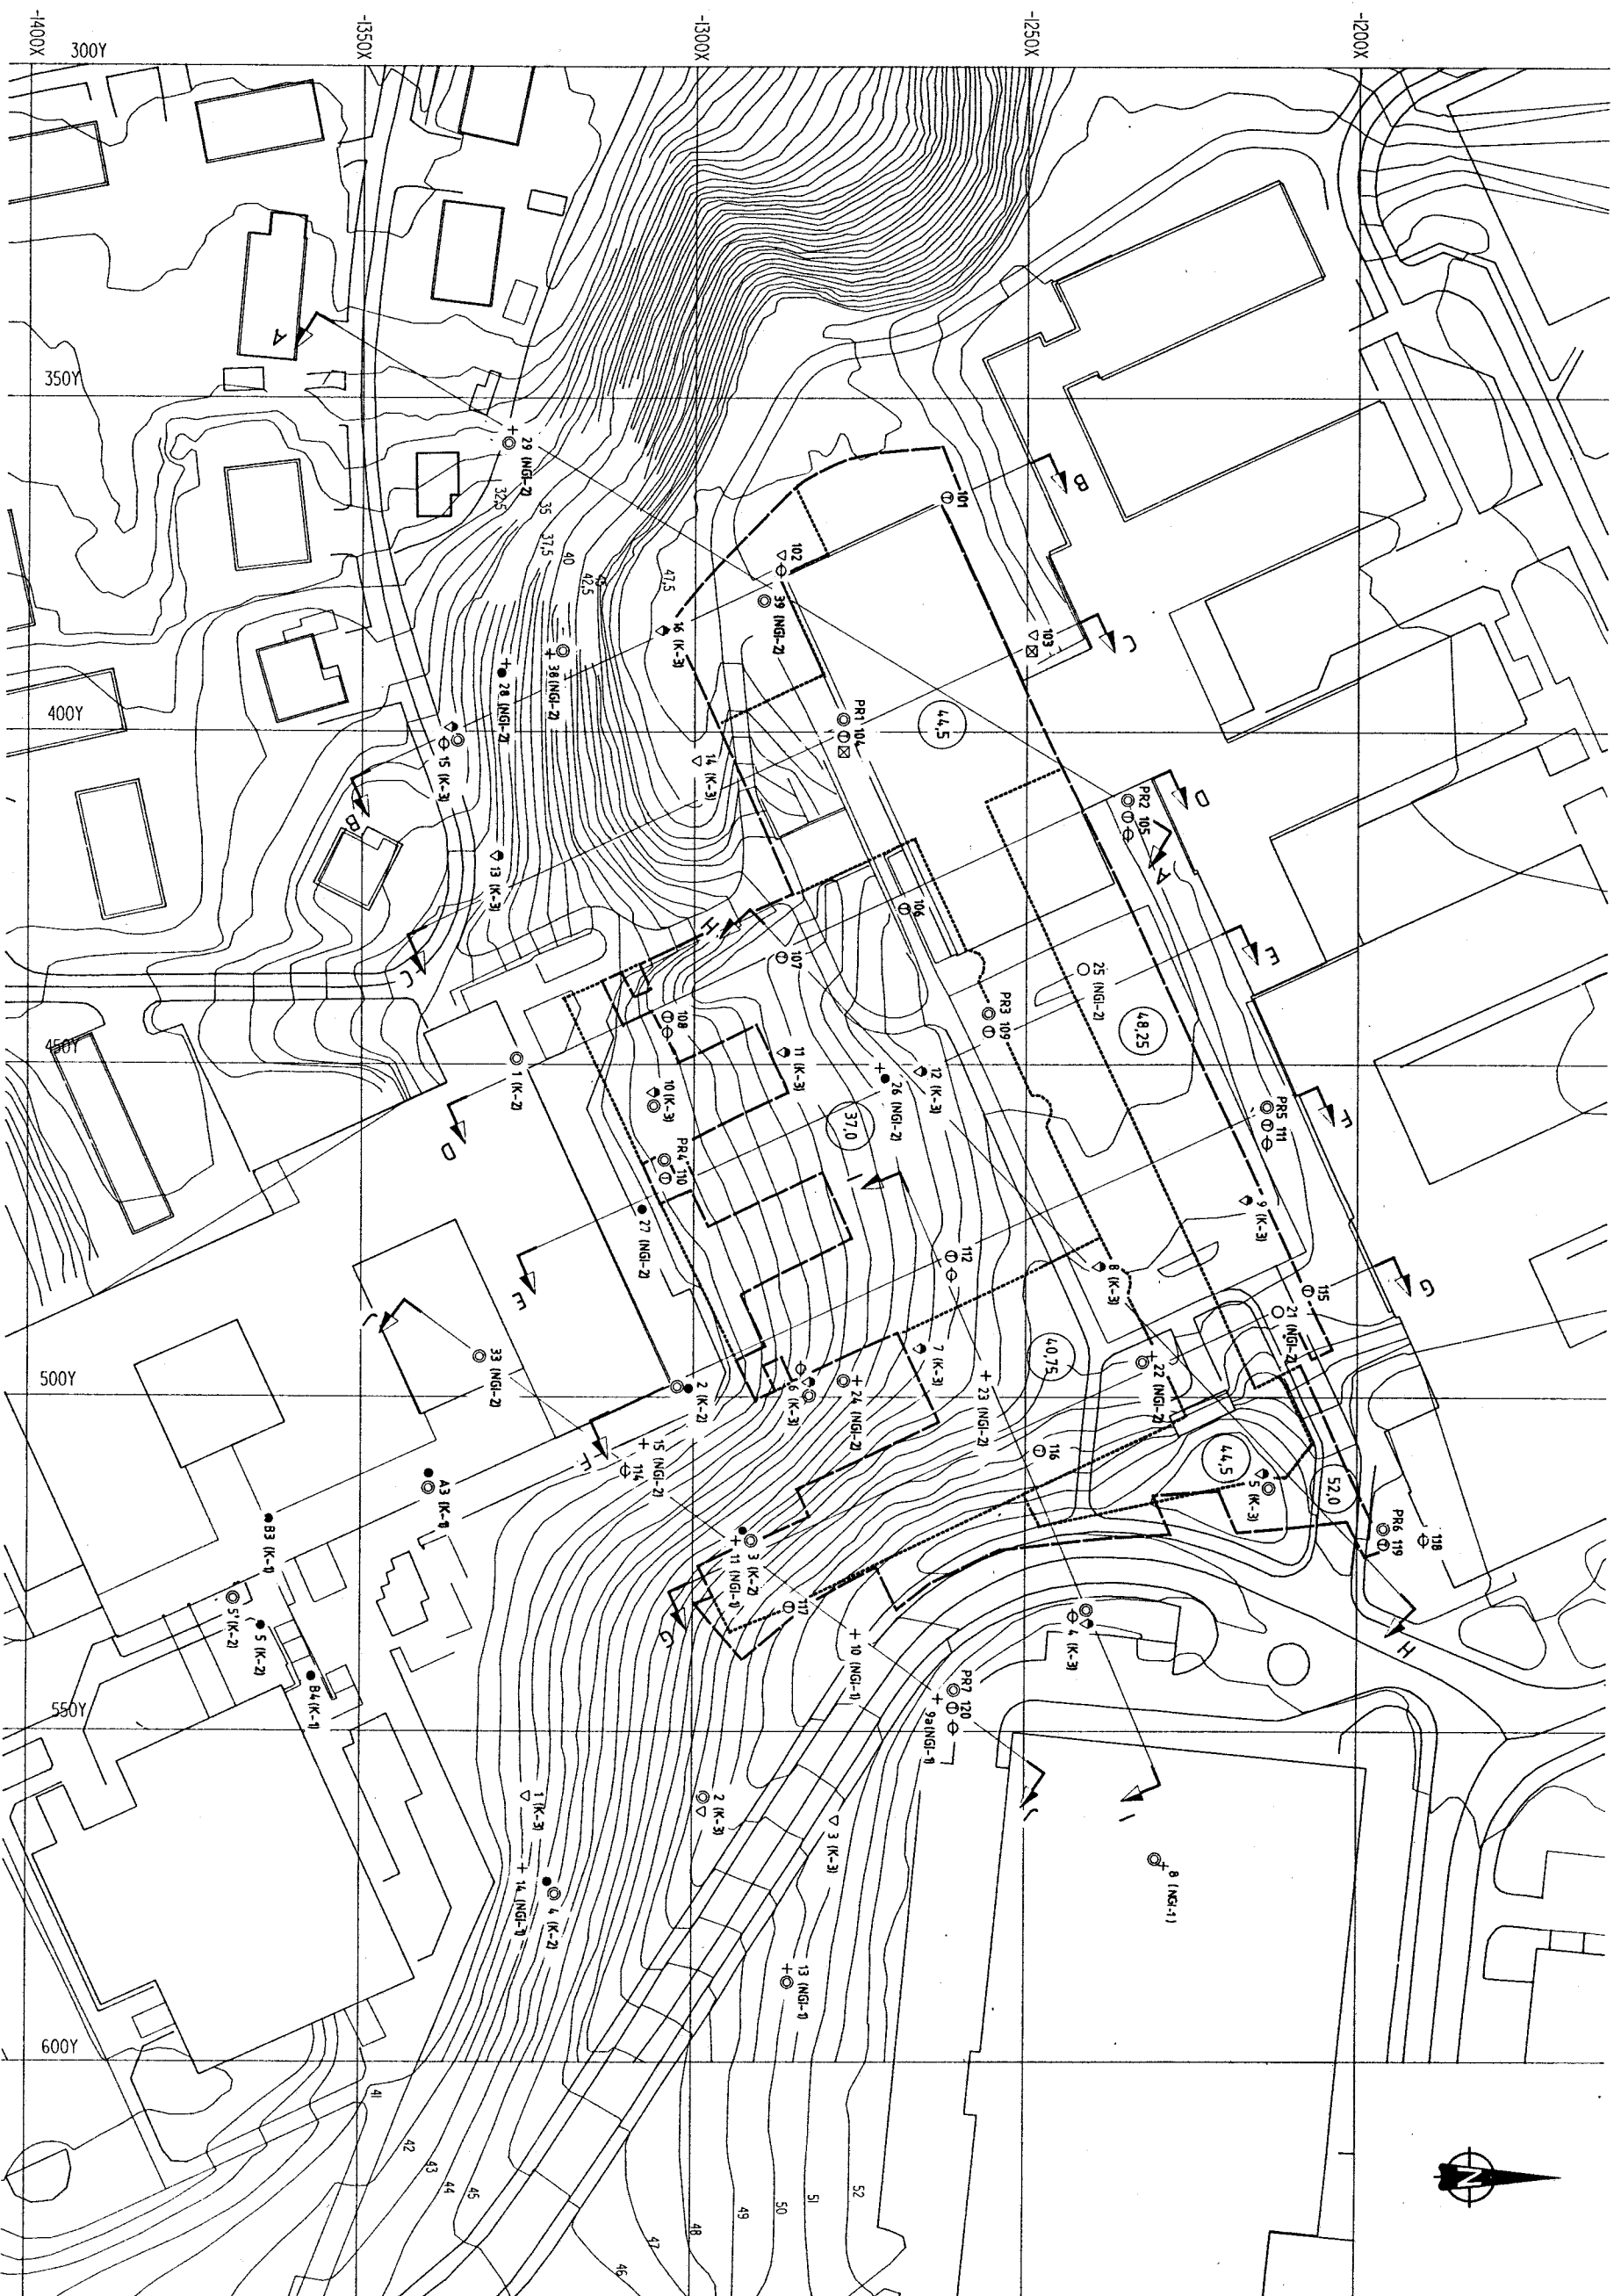 -1400X
-1350X
-1300X
-1250X
-1200X
300Y
350Y
400Y
450Y
500Y
550Y
600Y
A
B
C
D
E
F
G
H
29 (NGI-2)
32,5
35
37,5
40
42,5
47,5
101
102
39 (NGI-2)
103
16 (K-3)
38 (NGI-2)
28 (NGI-2)
PR1 104
44,5
14 (K-3)
15 (K-3)
B
PR2 105
A
13 (K-3)
C
106
H
107
25 (NGI-2)
PR3 109
48,25
108
1 (K-2)
11 (K-3)
10 (K-3)
12 (K-3)
26 (NGI-2)
37,0
D
PR5 111
PR4 110
27 (NGI-2)
I
9 (K-3)
112
8 (K-3)
E
115
21 (NGI-2)
J
33 (NGI-2)
2 (K-2)
6 (K-3)
24 (NGI-2)
7 (K-3)
23 (NGI-2)
40,75
22 (NGI-2)
15 (NGI-2)
114
F
116
44,5
5 (K-3)
52,0
PR6 119
118
A3 (K-1)
B3 (K-1)
3 (K-2)
11 (NGI-1)
117
G
4 (K-3)
10 (NGI-1)
5' (K-2)
5 (K-2)
B4 (K-1)
PR7 120
9a (NGI-1)
J
I
1 (K-3)
2 (K-3)
3 (K-3)
8 (NGI-1)
14 (NGI-1)
4 (K-2)
13 (NGI-1)
41
42
43
44
45
46
47
48
49
50
51
52
N